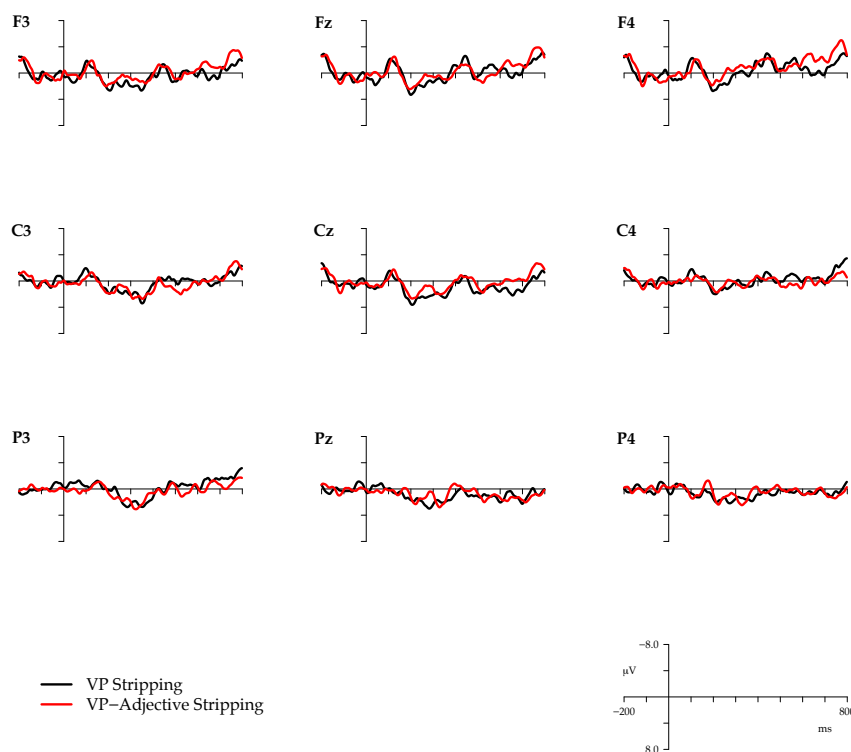 F3 Fz F4
C3 Cz C4
P3 Pz P4
−8.0
μV
−200 800
ms
8.0
VP Stripping
VP−Adjective Stripping